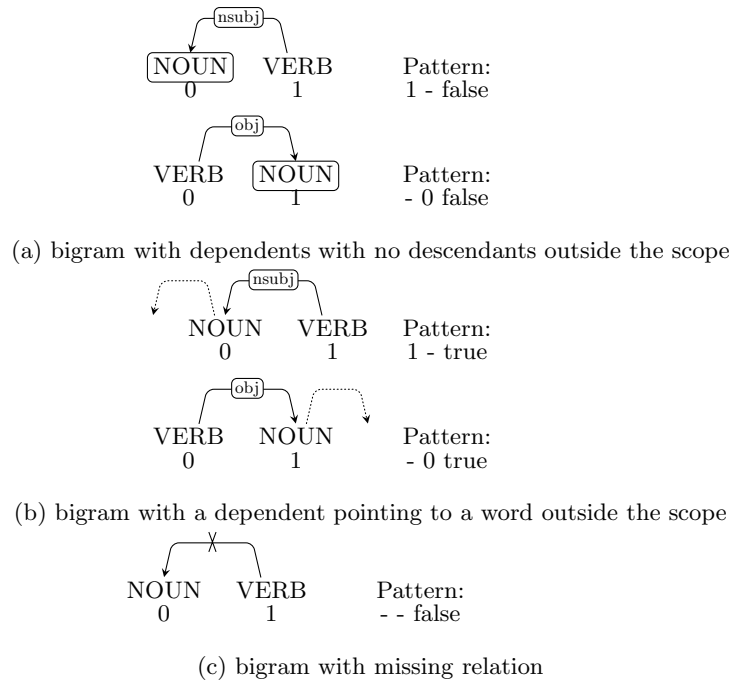 nsubj
NOUN VERB Pattern:
0 1 1 - false
obj
VERB NOUN Pattern:
0 1 - 0 false
(a) bigram with dependents with no descendants outside the scope
nsubj
NOUN VERB Pattern:
0 1 1 - true
obj
VERB NOUN Pattern:
0 1 - 0 true
(b) bigram with a dependent pointing to a word outside the scope
NOUN VERB Pattern:
0 1 - - false
(c) bigram with missing relation